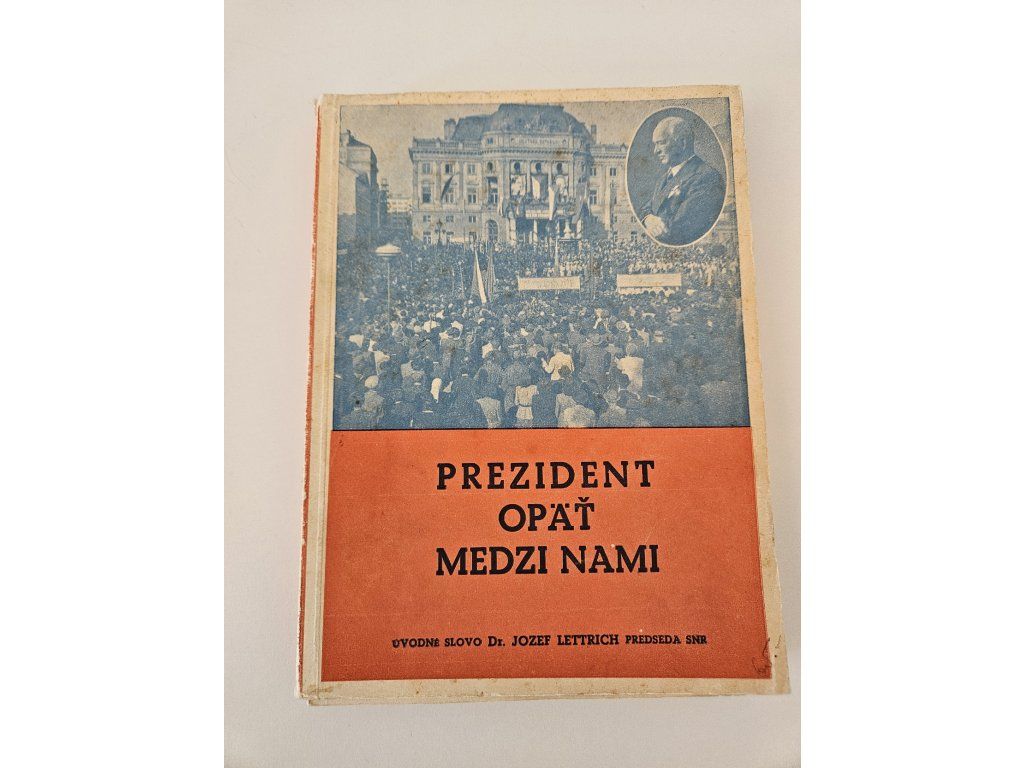 PREZIDENT
OPÄŤ
MEDZI NAMI
ÚVODNÉ SLOVO Dr. JOZEF LETTRICH PREDSEDA SNR